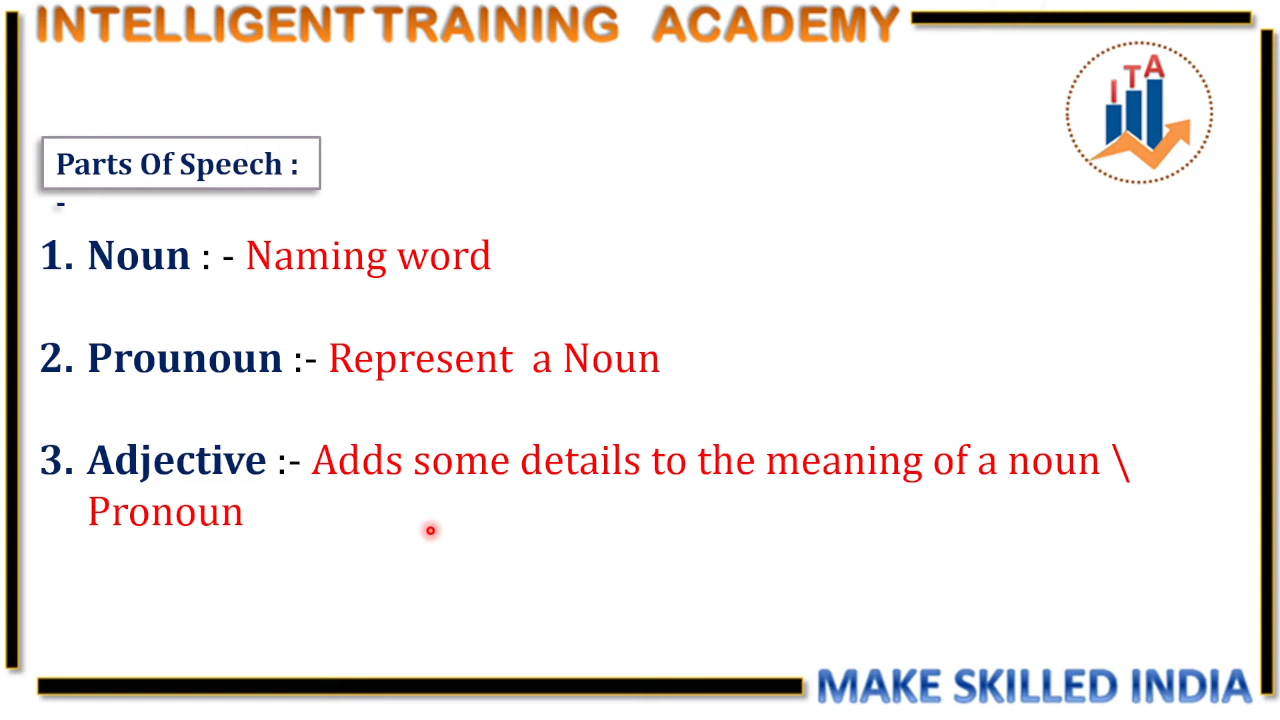 INTELLIGENT TRAINING ACADEMY
I T A
Parts Of Speech :
-
1. Noun : - Naming word
2. Prounoun :- Represent a Noun
3. Adjective :- Adds some details to the meaning of a noun \
Pronoun
MAKE SKILLED INDIA